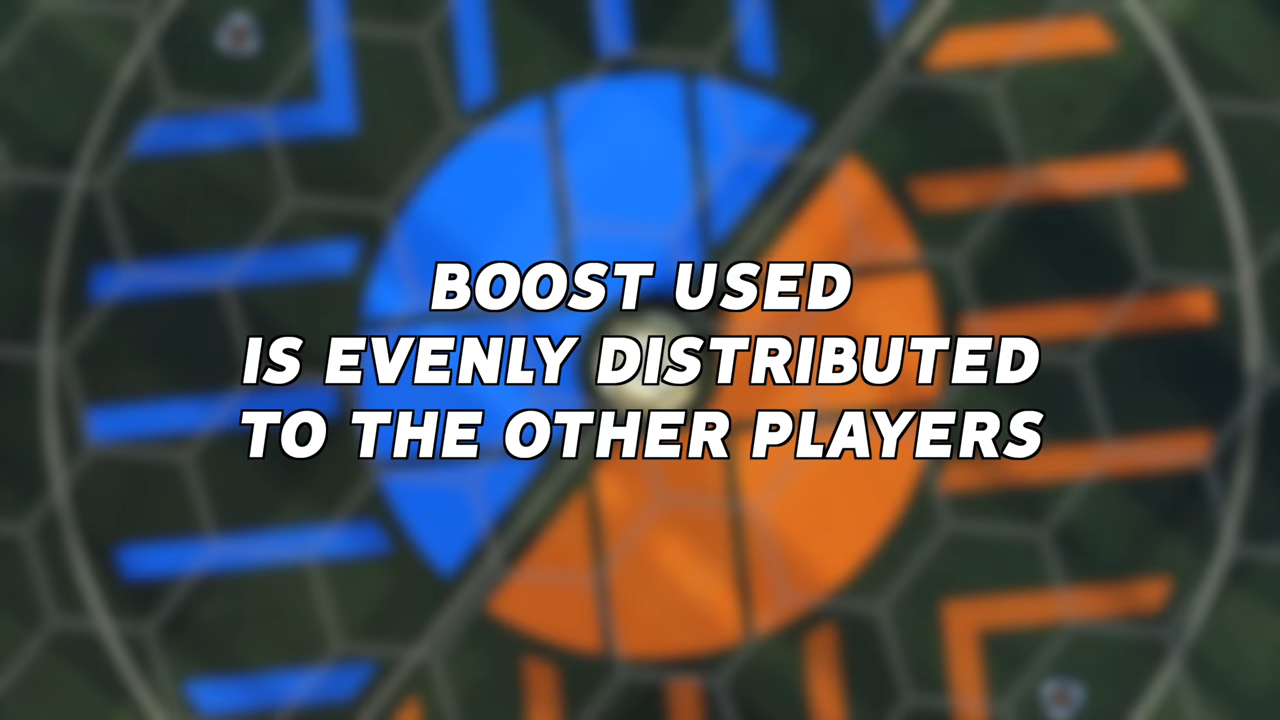 BOOST USED
IS EVENLY DISTRIBUTED
TO THE OTHER PLAYERS